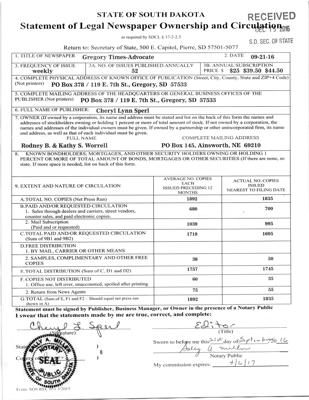 STATE OF SOUTH DAKOTA
Statement of Legal Newspaper Ownership and Circulation
RECEIVED
DEC 15 2016
S.D. SEC. OF STATE
as required by SDCL § 17-2-2.5
Return to: Secretary of State, 500 E. Capitol, Pierre, SD 57501-5077
1. TITLE OF NEWSPAPER Gregory Times-Advocate 2. DATE 09-21-16
3. FREQUENCY OF ISSUE weekly
3A. NO. OF ISSUES PUBLISHED ANNUALLY 52
3B. ANNUAL SUBSCRIPTION PRICE $ $25 $39.50 $44.50
4. COMPLETE PHYSICAL ADDRESS OF KNOWN OFFICE OF PUBLICATION (Street, City, County, State and ZIP+4 Code)
(Not printers) PO Box 378 / 119 E. 7th St., Gregory, SD 57533
5. COMPLETE MAILING ADDRESS OF THE HEADQUARTERS OR GENERAL BUSINESS OFFICES OF THE
PUBLISHER (Not printers) PO Box 378 / 119 E. 7th St., Gregory, SD 57533
6. FULL NAME OF PUBLISHER: Cheryl Lynn Sperl
7. OWNER (If owned by a corporation, its name and address must be stated and listed on the back of this form the names and
addresses of stockholders owning or holding 1 percent or more of total amount of stock. If not owned by a corporation, the
names and addresses of the individual owners must be given. If owned by a partnership or other unincorporated firm, its name
and address, as well as that of each individual must be given.
FULL NAME COMPLETE MAILING ADDRESS
Rodney B. & Kathy S. Worrell PO Box 145, Ainsworth, NE 69210
8. KNOWN BONDHOLDERS, MORTGAGES, AND OTHER SECURITY HOLDERS OWNING OR HOLDING 1
PERCENT OR MORE OF TOTAL AMOUNT OF BONDS, MORTGAGES OR OTHER SECURITIES (If there are none, so
state. If more space is needed, list on back of this form.
9. EXTENT AND NATURE OF CIRCULATION
AVERAGE NO. COPIES EACH ISSUED PRECEDING 12 MONTHS
ACTUAL NO. COPIES ISSUED NEAREST TO FILING DATE
A. TOTAL NO. COPIES (Net Press Run) 1892 1835
B. PAID AND/OR REQUESTED CIRCULATION
1. Sales through dealers and carriers, street vendors,
counter sales, and paid electronic copies. 680 700
2. Mail Subscription
(Paid and or requested) 1039 995
C. TOTAL PAID AND/OR REQUESTED CIRCULATION
(Sum of 9B1 and 9B2) 1719 1695
D. FREE DISTRIBUTION
1. BY MAIL, CARRIER OR OTHER MEANS
2. SAMPLES, COMPLIMENTARY AND OTHER FREE
COPIES 38 50
E. TOTAL DISTRIBUTION (Sum of C, D1 and D2) 1757 1745
F. COPIES NOT DISTRIBUTED
1. Office use, left over, unaccounted, spoiled after printing 60 35
2. Return from News Agents 75 55
G. TOTAL (Sum of E, F1 and F2 - Should equal net press run
shown in A) 1892 1835
Statement must be signed by Publisher, Business Manager, or Owner in the presence of a Notary Public
I swear that the statements made by me are true, correct, and complete:
Cheryl L Sperl Editor
(Signature) (Title)
Sworn to before me this 21st day of September 2016
Notary Public
My commission expires: 4/6/17
SEAL